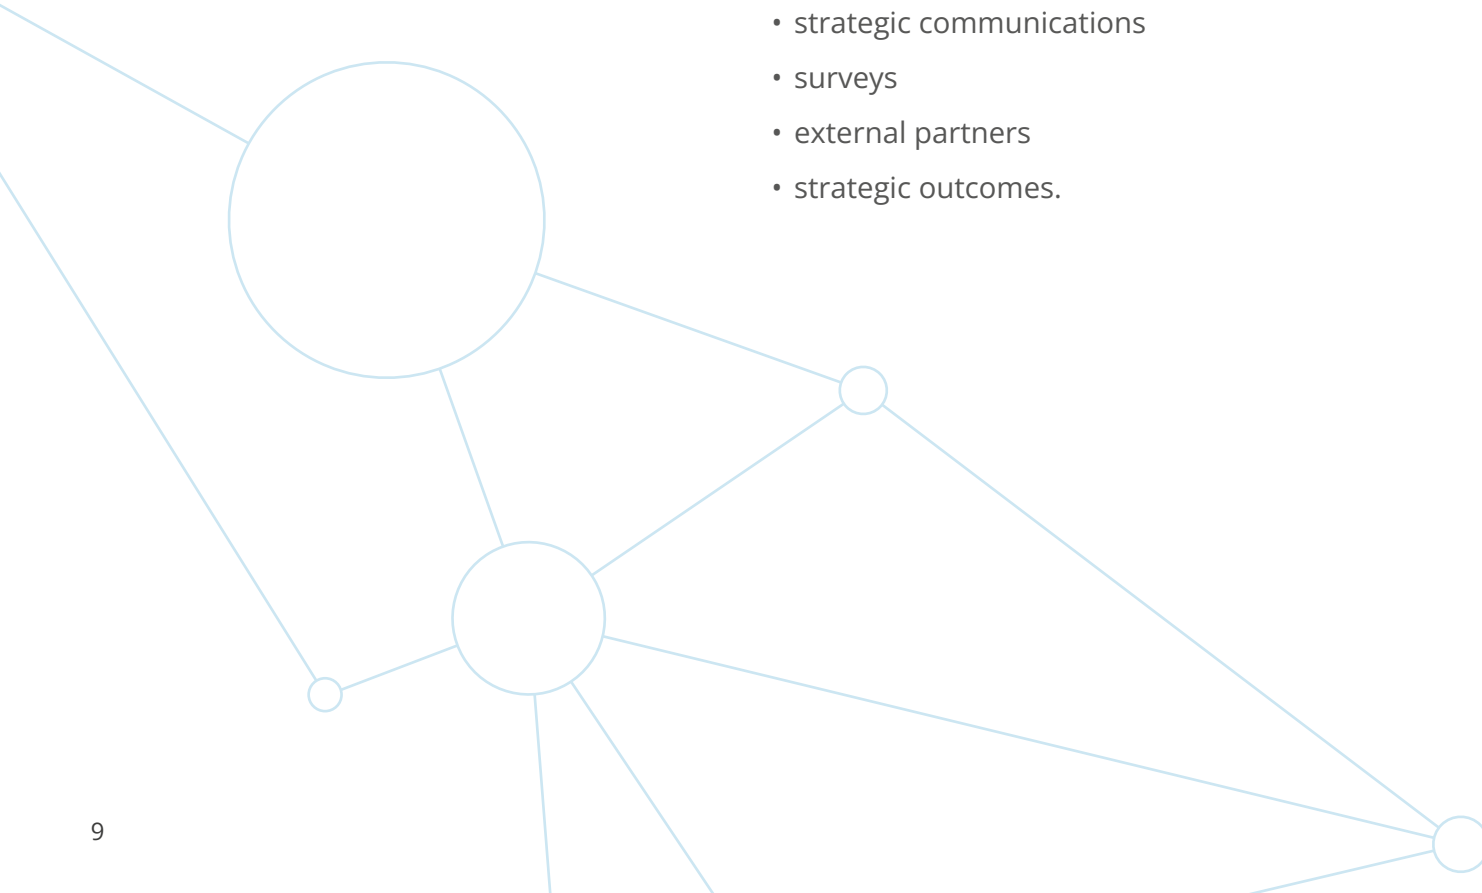 • strategic communications
• surveys
• external partners
• strategic outcomes.
9